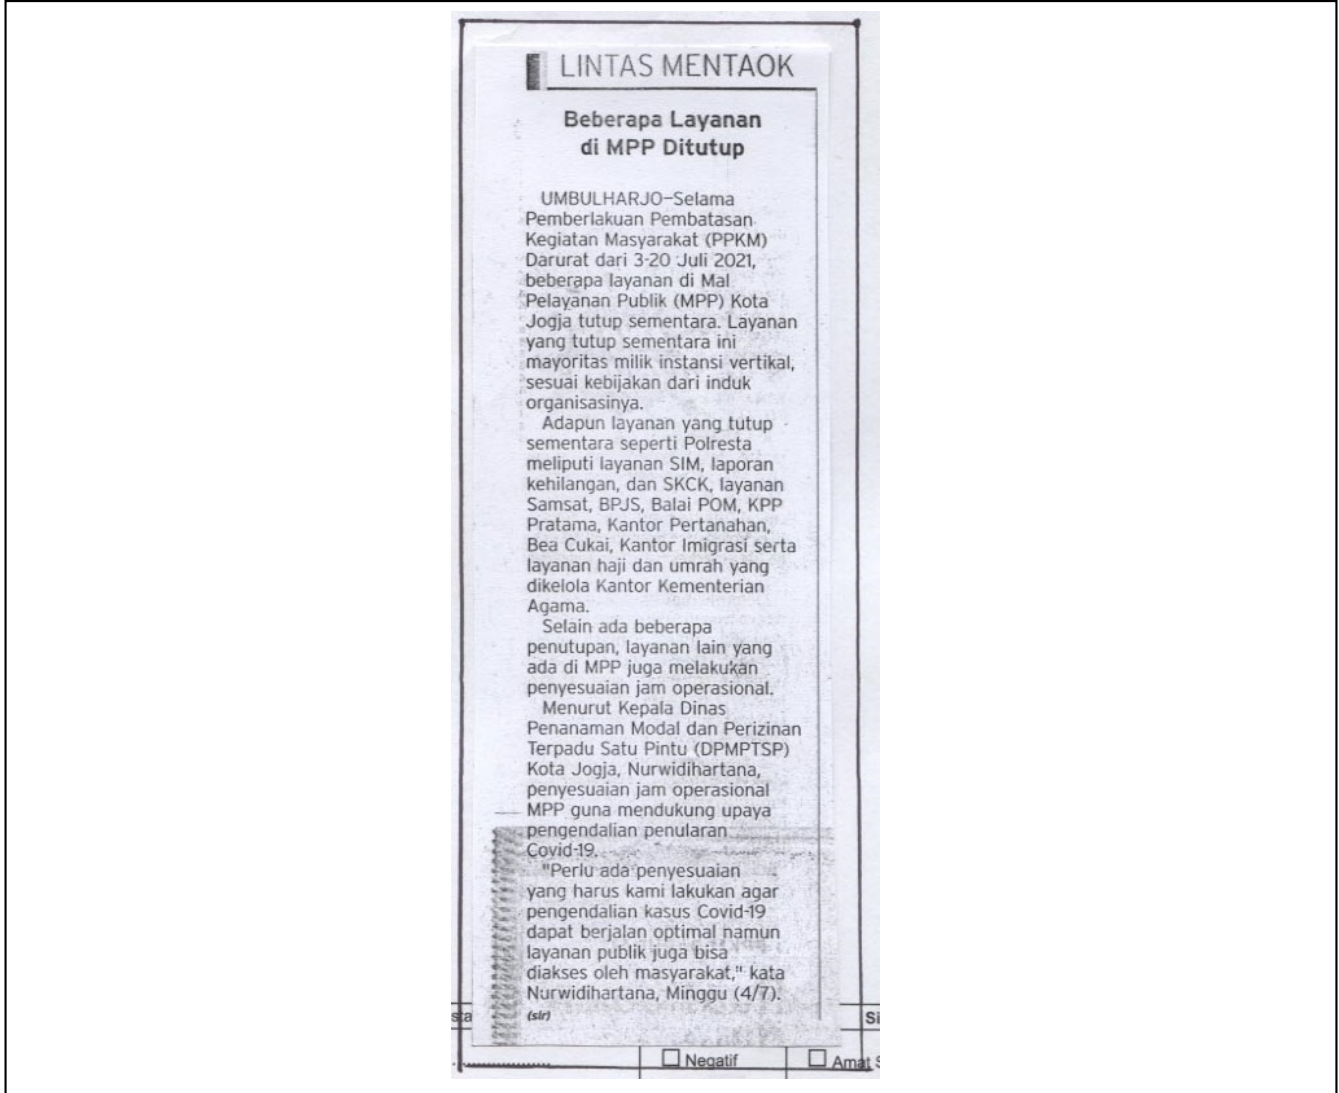 LINTAS MENTAOK
Beberapa Layanan
di MPP Ditutup
UMBULHARJO–Selama
Pemberlakuan Pembatasan
Kegiatan Masyarakat (PPKM)
Darurat dari 3-20 Juli 2021,
beberapa layanan di Mal
Pelayanan Publik (MPP) Kota
Jogja tutup sementara. Layanan
yang tutup sementara ini
mayoritas milik instansi vertikal,
sesuai kebijakan dari induk
organisasinya.
Adapun layanan yang tutup
sementara seperti Polresta
meliputi layanan SIM, laporan
kehilangan, dan SKCK, layanan
Samsat, BPJS, Balai POM, KPP
Pratama, Kantor Pertanahan,
Bea Cukai, Kantor Imigrasi serta
layanan haji dan umrah yang
dikelola Kantor Kementerian
Agama.
Selain ada beberapa
penutupan, layanan lain yang
ada di MPP juga melakukan
penyesuaian jam operasional.
Menurut Kepala Dinas
Penanaman Modal dan Perizinan
Terpadu Satu Pintu (DPMPTSP)
Kota Jogja, Nurwidihartana,
penyesuaian jam operasional
MPP guna mendukung upaya
pengendalian penularan
Covid-19.
"Perlu ada penyesuaian
yang harus kami lakukan agar
pengendalian kasus Covid-19
dapat berjalan optimal namun
layanan publik juga bisa
diakses oleh masyarakat," kata
Nurwidihartana, Minggu (4/7).
(sir)
sta
Si
Negatif
Amat S